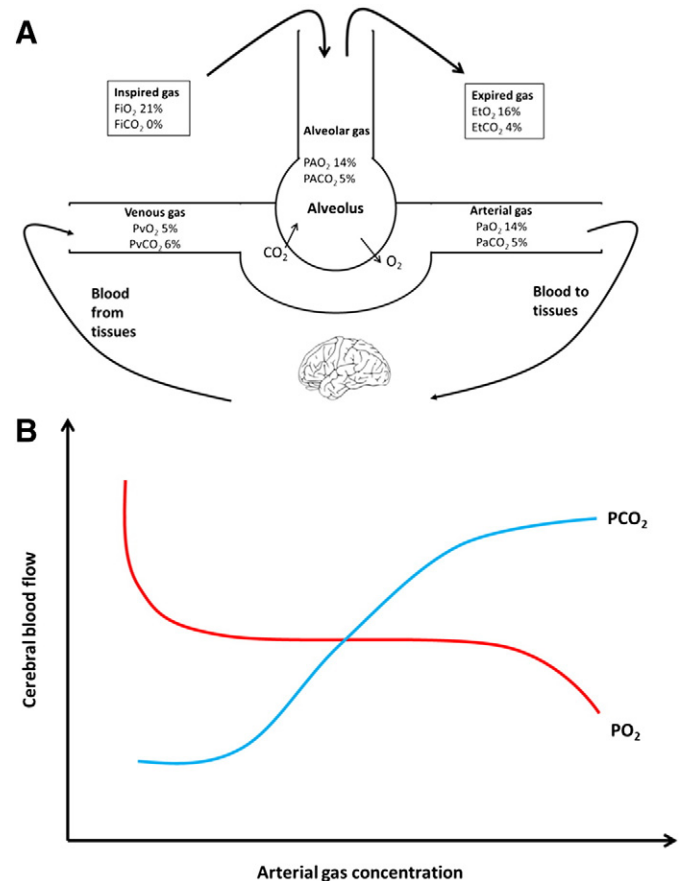 A
Inspired gas
FiO₂ 21%
FiCO₂ 0%
Expired gas
EtO₂ 16%
EtCO₂ 4%
Alveolar gas
PAO₂ 14%
PACO₂ 5%
Alveolus
Venous gas
PvO₂ 5%
PvCO₂ 6%
Arterial gas
PaO₂ 14%
PaCO₂ 5%
CO₂
O₂
Blood
from
tissues
Blood to
tissues
B
Cerebral blood flow
PCO₂
PO₂
Arterial gas concentration